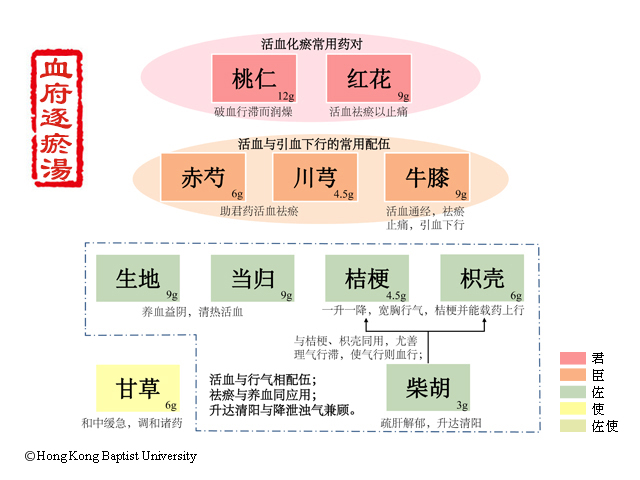 血府逐瘀湯
活血化瘀常用药对
桃仁
12g
红花
9g
破血行滞而润燥
活血祛瘀以止痛
活血与引血下行的常用配伍
赤芍
6g
川芎
4.5g
牛膝
9g
助君药活血祛瘀
活血通经，祛瘀
止痛，引血下行
生地
9g
当归
9g
桔梗
4.5g
枳壳
6g
养血益阴，清热活血
一升一降，宽胸行气，桔梗并能载药上行
与桔梗、枳壳同用，尤善
理气行滞，使气行则血行；
甘草
6g
和中缓急，调和诸药
活血与行气相配伍；
祛瘀与养血同应用；
升达清阳与降泄浊气兼顾。
柴胡
3g
疏肝解郁，升达清阳
君
臣
佐
使
佐使
©Hong Kong Baptist University